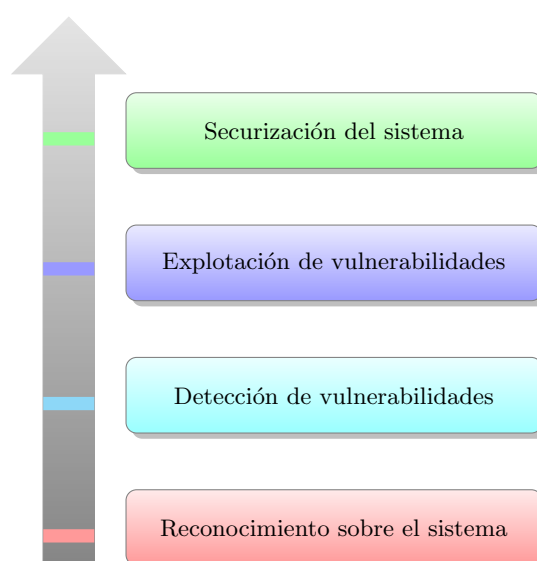 Securización del sistema
Explotación de vulnerabilidades
Detección de vulnerabilidades
Reconocimiento sobre el sistema